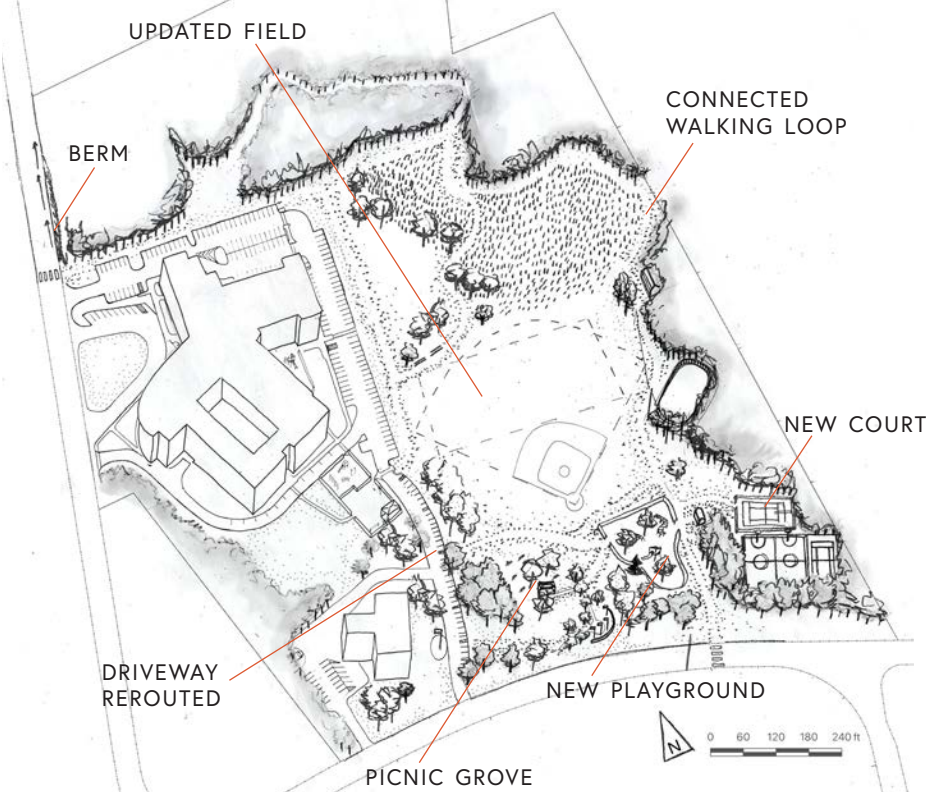 UPDATED FIELD
CONNECTED
WALKING LOOP
BERM
NEW COURT
DRIVEWAY
REROUTED
NEW PLAYGROUND
N
0 60 120 180 240 ft
PICNIC GROVE